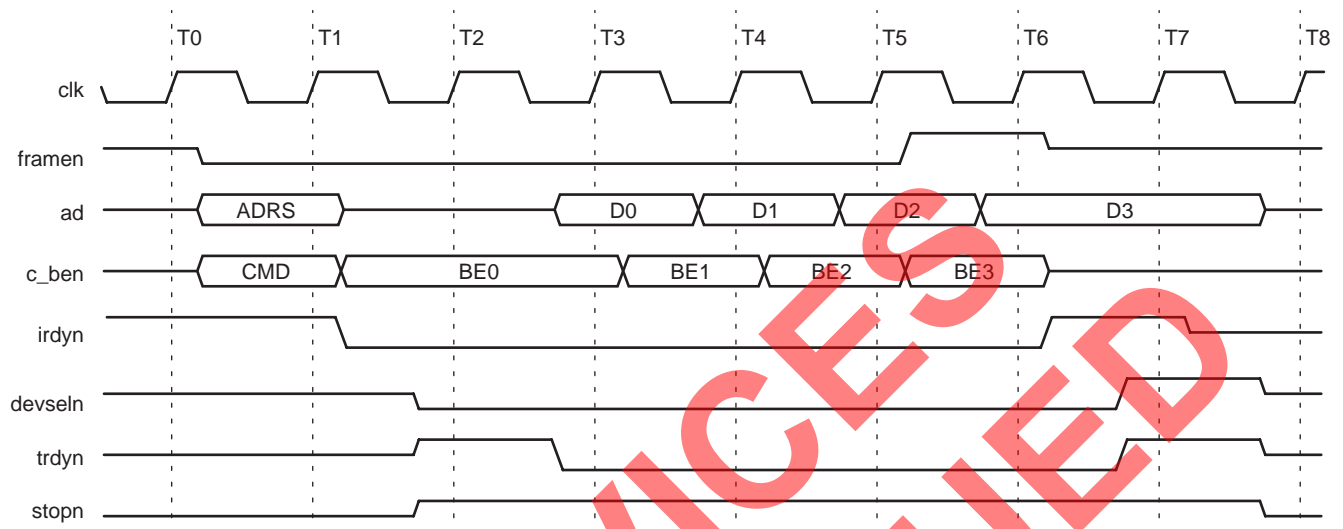 T0 T1 T2 T3 T4 T5 T6 T7 T8
clk
framen
ad ADRS D0 D1 D2 D3
c_ben CMD BE0 BE1 BE2 BE3
irdyn
devseln
trdyn
stopn